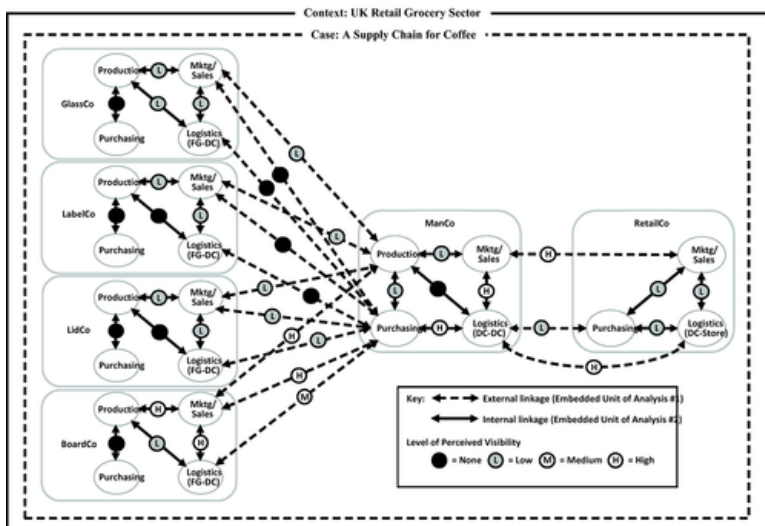 Context: UK Retail Grocery Sector
Case: A Supply Chain for Coffee
Production L Mktg/
Sales
L L
GlassCo
Purchasing Logistics
(FG-DC)
Production L Mktg/
Sales
L
LabelCo
Purchasing Logistics
(FG-DC)
Production L Mktg/
Sales
L
LidCo
Purchasing Logistics
(FG-DC)
Production H Mktg/
Sales
L H
BoardCo
Purchasing Logistics
(FG-DC)
L
L
L
L
L
H
H
M
ManCo
Production L Mktg/
Sales
L H
Purchasing H Logistics
(DC-DC)
H
L
H
RetailCo
Mktg/
Sales
L L
Purchasing L Logistics
(DC-Store)
Key: External linkage (Embedded Unit of Analysis #1)
Internal linkage (Embedded Unit of Analysis #2)
Level of Perceived Visibility
= None L = Low M = Medium H = High